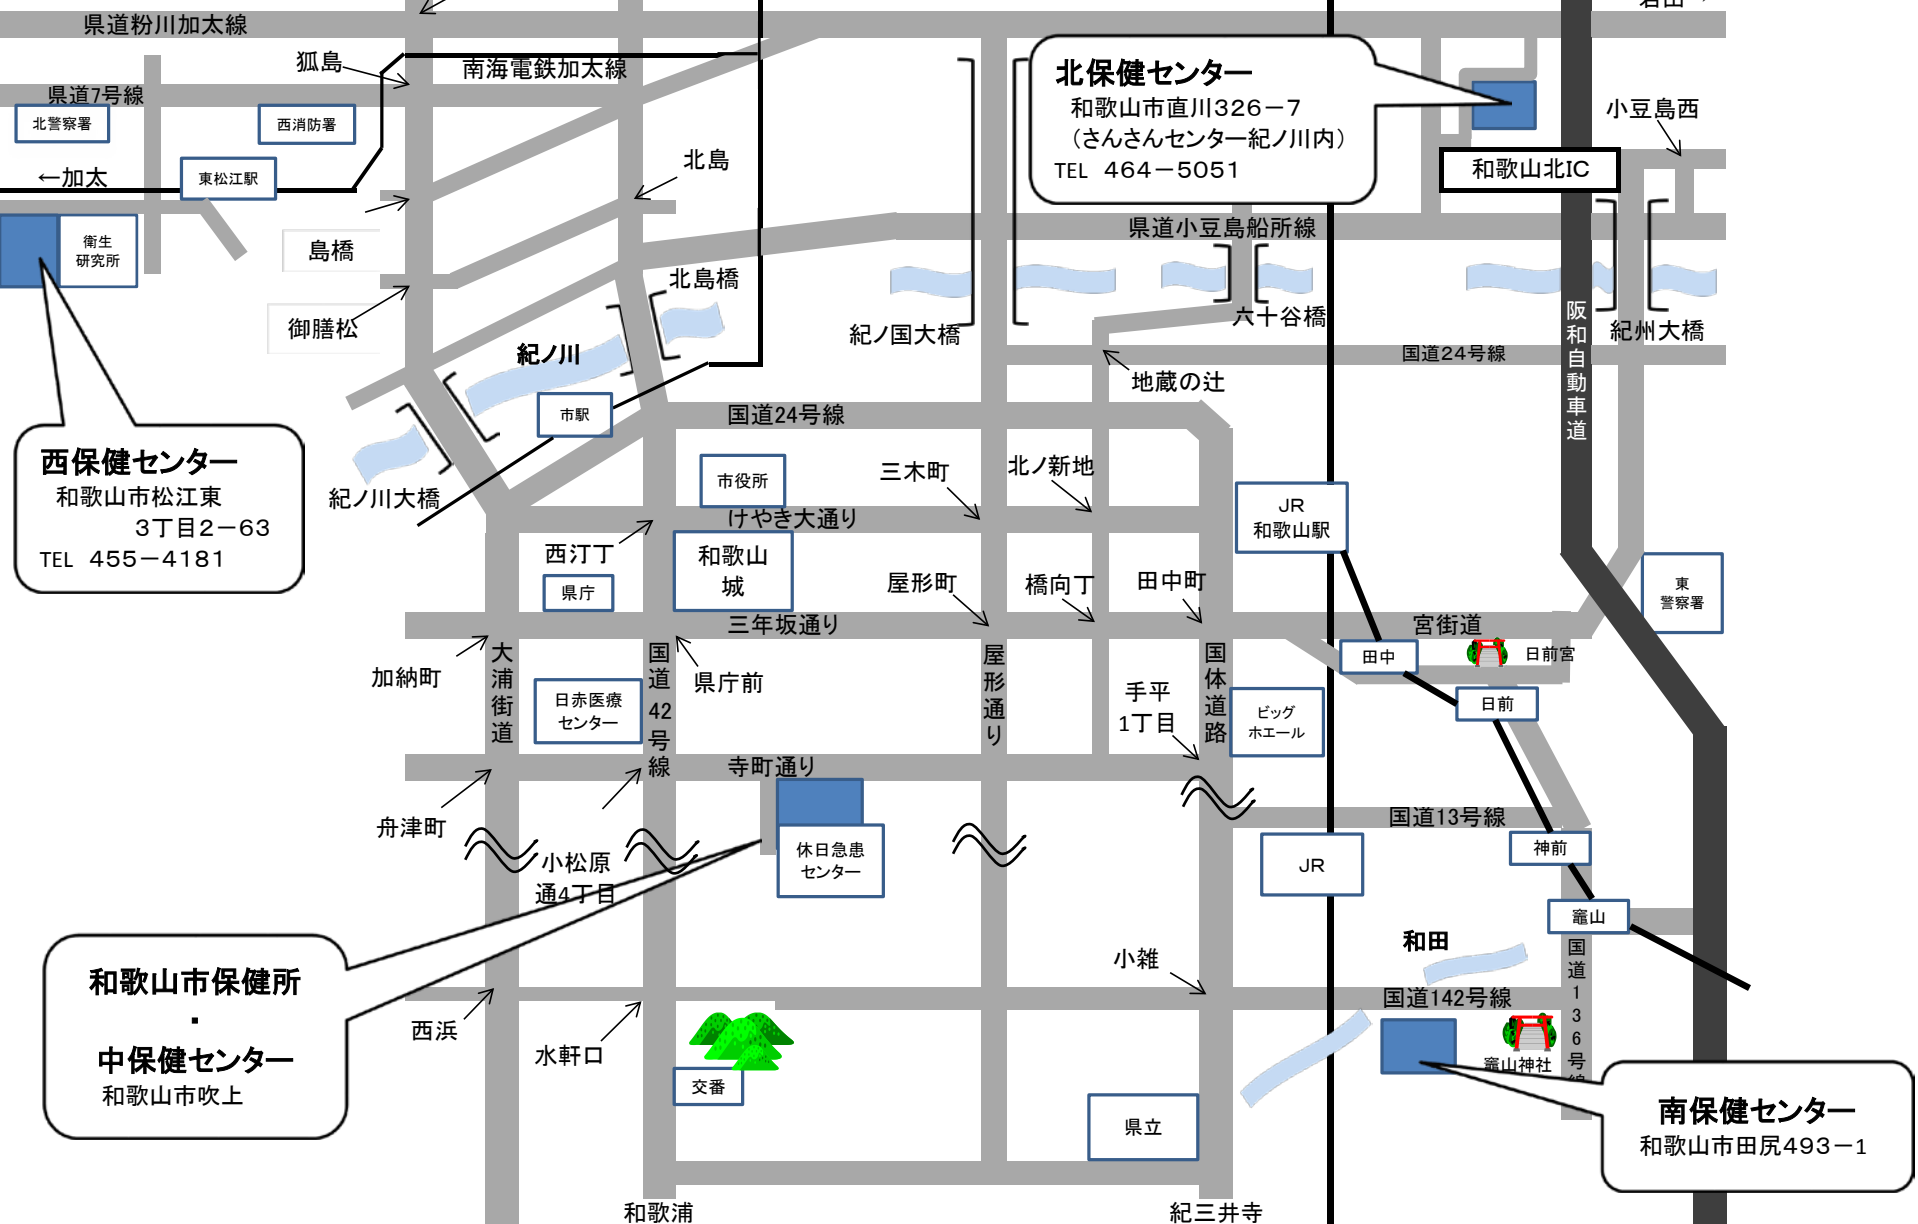 県道粉川加太線
狐島
南海電鉄加太線
県道7号線
北警察署
西消防署
←加太
東松江駅
衛生
研究所
島橋
御膳松
北島
北島橋
紀ノ川
市駅
紀ノ川大橋
西保健センター
和歌山市松江東
3丁目2－63
TEL 455－4181
北保健センター
和歌山市直川326－7
（さんさんセンター紀ノ川内）
TEL 464－5051
小豆島西
和歌山北IC
県道小豆島船所線
紀ノ国大橋
六十谷橋
紀州大橋
阪和自動車道
国道24号線
地蔵の辻
国道24号線
市役所
三木町
北ノ新地
JR
和歌山駅
けやき大通り
西汀丁
県庁
和歌山
城
屋形町
橋向丁
田中町
東
警察署
三年坂通り
宮街道
加納町
大浦街道
国道42号線
県庁前
屋形通り
国体道路
田中
日前宮
日赤医療
センター
手平
1丁目
ビッグ
ホエール
日前
寺町通り
舟津町
小松原
通4丁目
休日急患
センター
国道13号線
JR
神前
竈山
和歌山市保健所
・
中保健センター
和歌山市吹上
西浜
水軒口
交番
小雑
和田
国道142号線
国道136号線
竈山神社
県立
南保健センター
和歌山市田尻493－1
和歌浦
紀三井寺